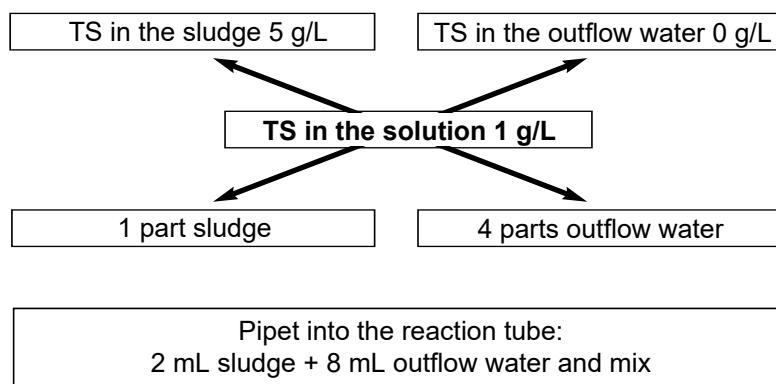 TS in the sludge 5 g/L
TS in the outflow water 0 g/L
TS in the solution 1 g/L
1 part sludge
4 parts outflow water
Pipet into the reaction tube:
2 mL sludge + 8 mL outflow water and mix